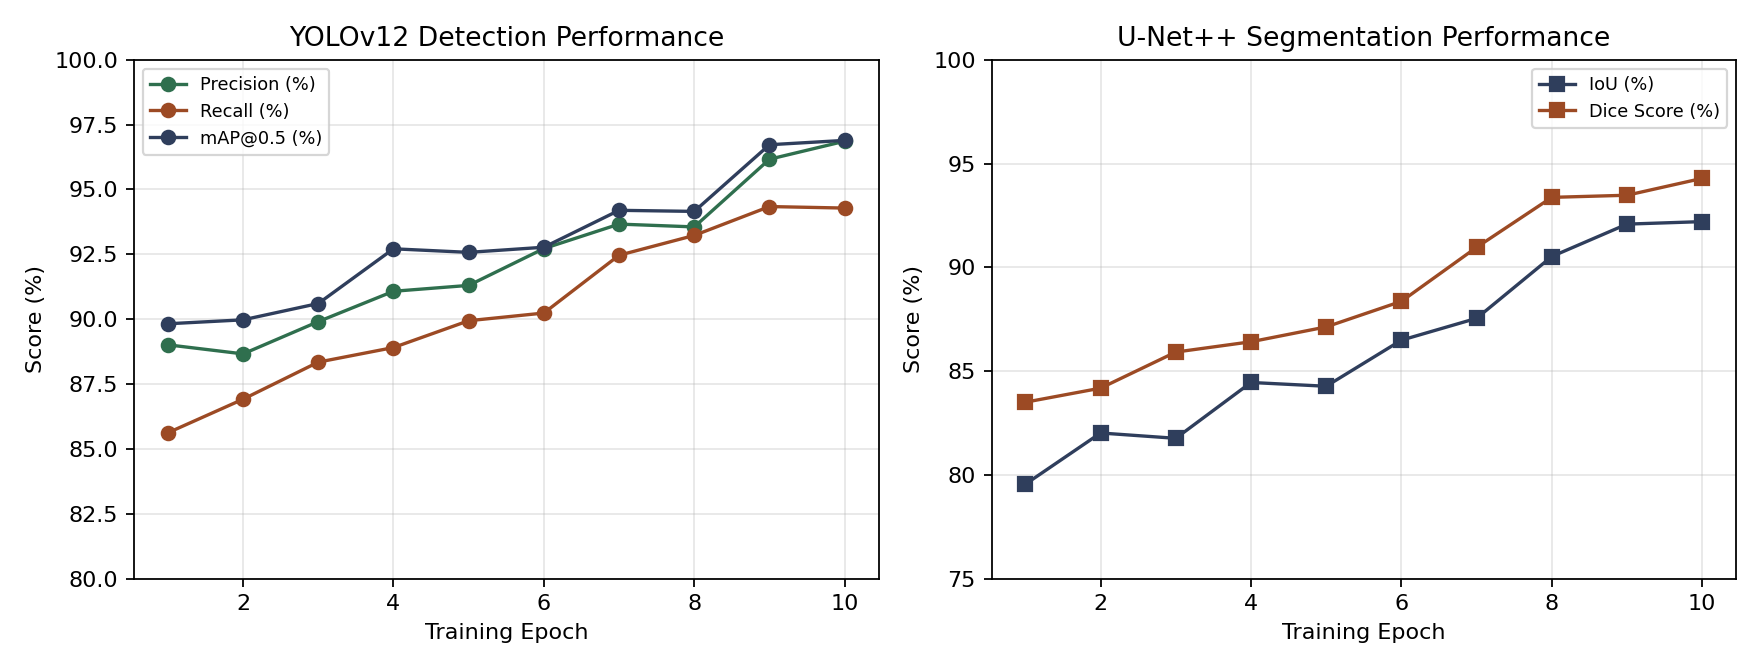 YOLOv12 Detection Performance
100.0
97.5
95.0
92.5
90.0
87.5
85.0
82.5
80.0
Score (%)
Precision (%)
Recall (%)
mAP@0.5 (%)
2 4 6 8 10
Training Epoch
U-Net++ Segmentation Performance
100
95
90
85
80
75
Score (%)
IoU (%)
Dice Score (%)
2 4 6 8 10
Training Epoch